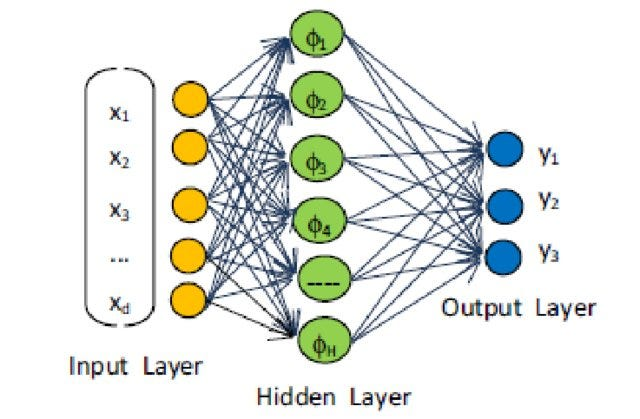 x1
x2
x3
...
xd
Input Layer
ϕ1
ϕ2
ϕ3
ϕ4
----
ϕH
Hidden Layer
y1
y2
y3
Output Layer